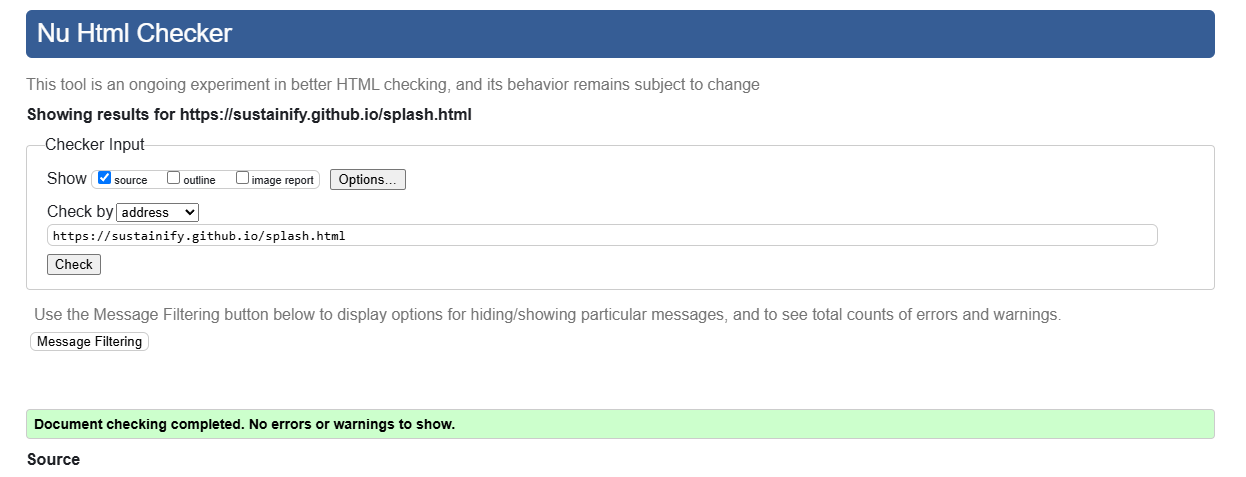 Nu Html Checker
This tool is an ongoing experiment in better HTML checking, and its behavior remains subject to change
Showing results for https://sustainify.github.io/splash.html
Checker Input
Show source outline image report Options...
Check by address
https://sustainify.github.io/splash.html
Check
Use the Message Filtering button below to display options for hiding/showing particular messages, and to see total counts of errors and warnings.
Message Filtering
Document checking completed. No errors or warnings to show.
Source